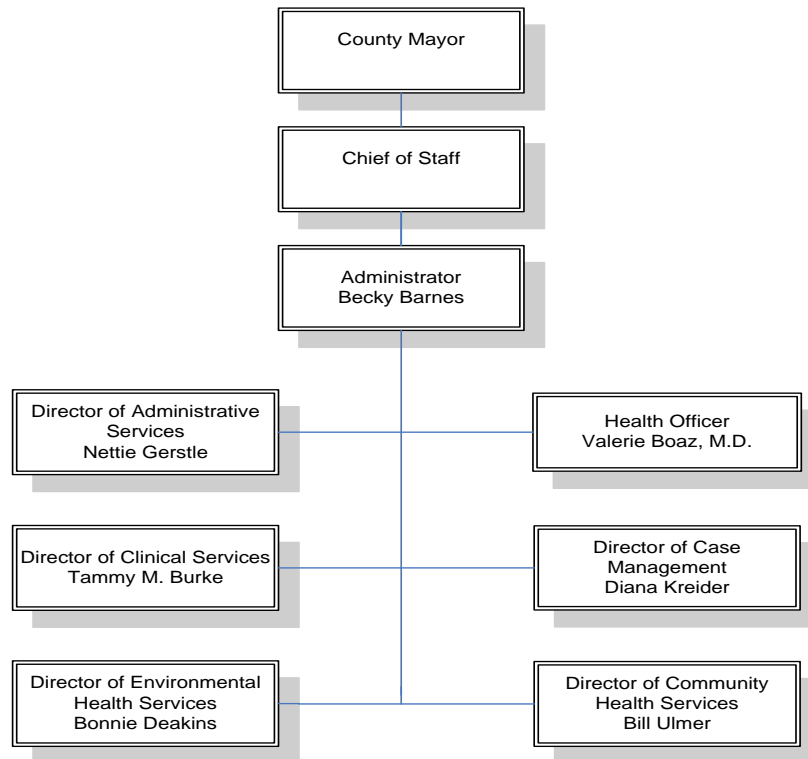 County Mayor
Chief of Staff
Administrator
Becky Barnes
Director of Administrative
Services
Nettie Gerstle
Health Officer
Valerie Boaz, M.D.
Director of Clinical Services
Tammy M. Burke
Director of Case
Management
Diana Kreider
Director of Environmental
Health Services
Bonnie Deakins
Director of Community
Health Services
Bill Ulmer